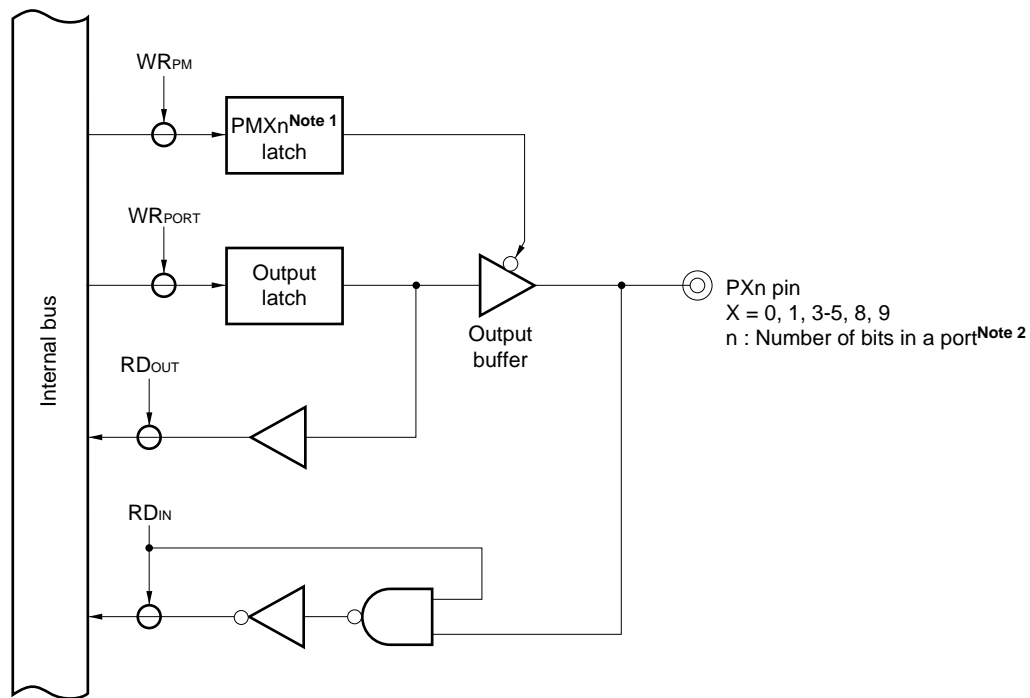 WRPM
PMXnNote 1
latch
WRPORT
Output
latch
Output
buffer
PXn pin
X = 0, 1, 3-5, 8, 9
n : Number of bits in a portNote 2
RDOUT
Internal bus
RDIN